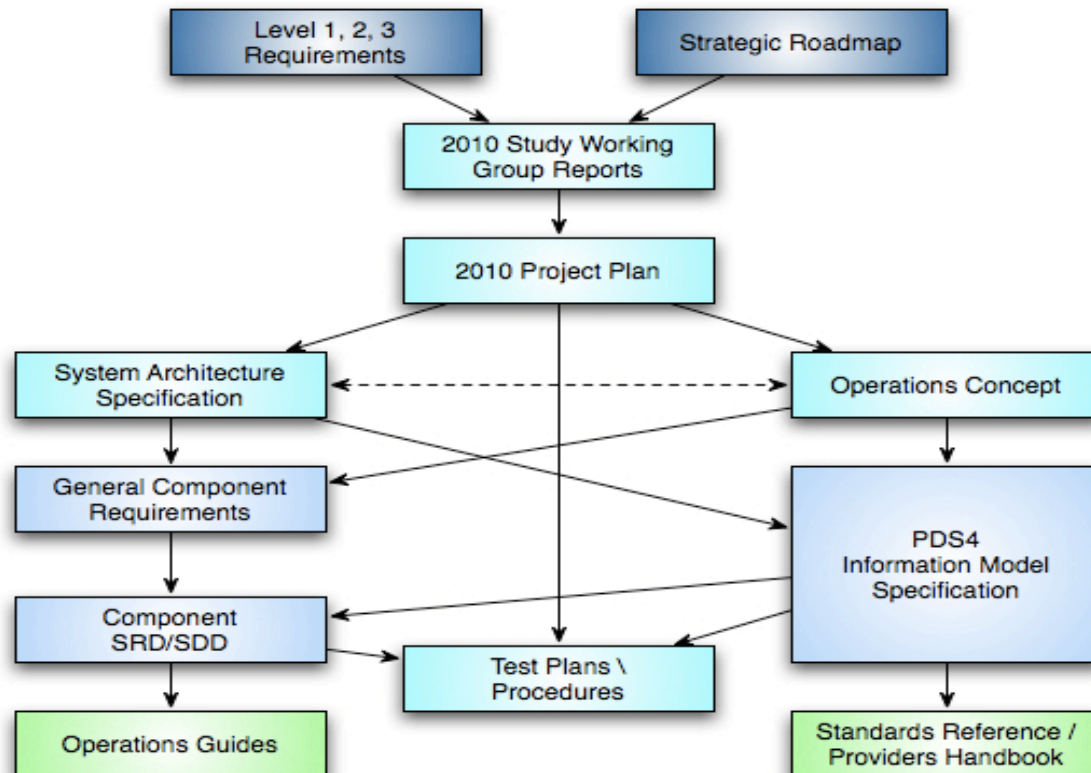 Level 1, 2, 3
Requirements
Strategic Roadmap
2010 Study Working
Group Reports
2010 Project Plan
System Architecture
Specification
Operations Concept
General Component
Requirements
PDS4
Information Model
Specification
Component
SRD/SDD
Test Plans \
Procedures
Operations Guides
Standards Reference /
Providers Handbook